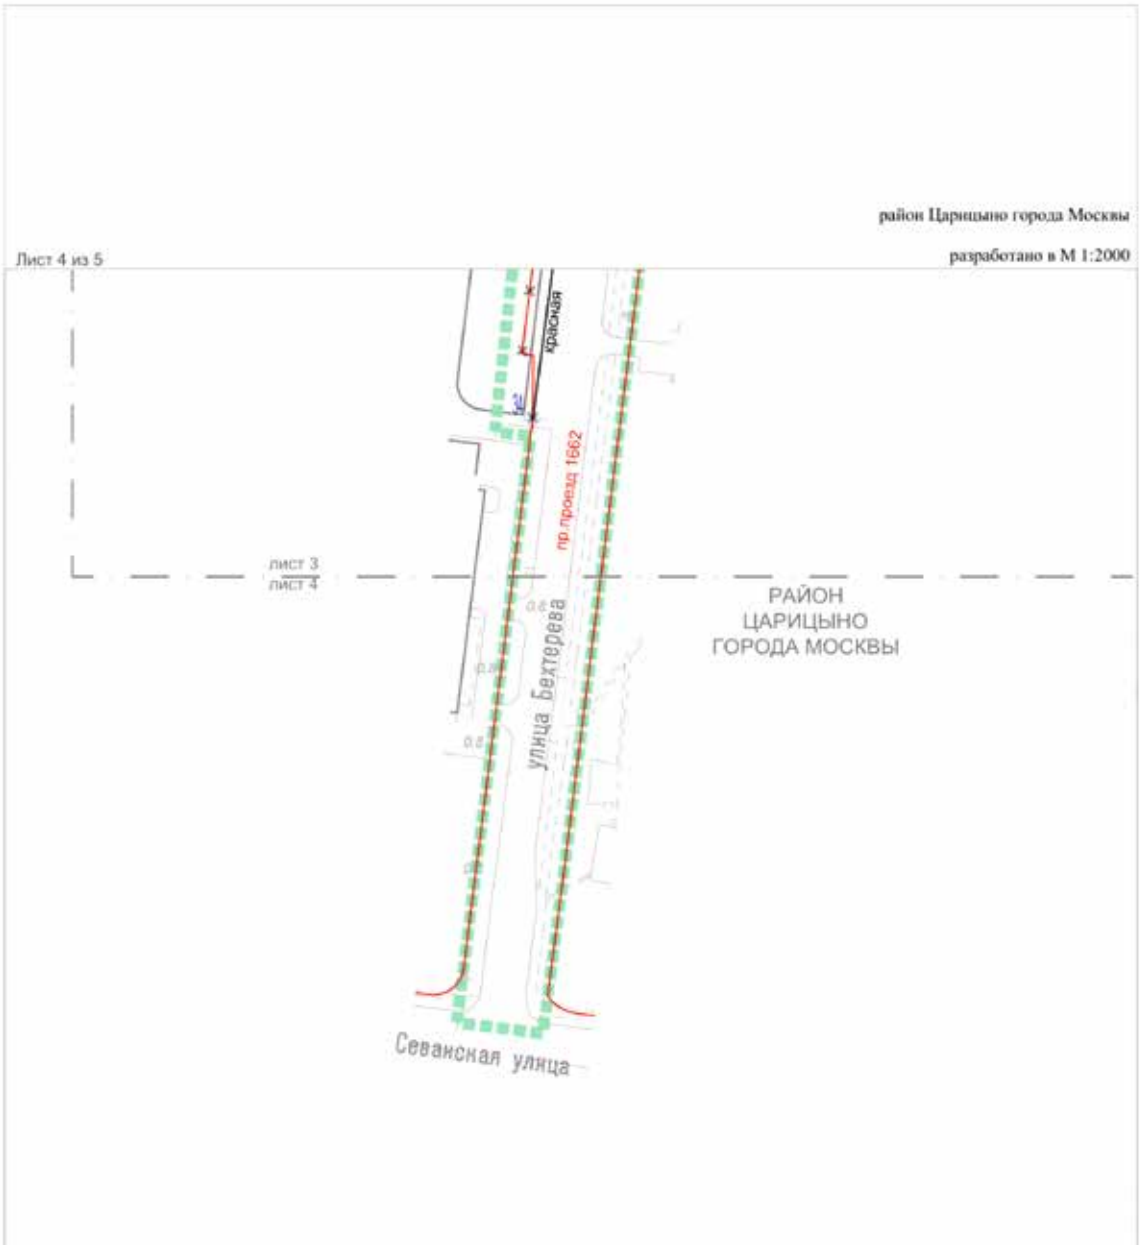 район Царицыно города Москвы
разработано в М 1:2000
Лист 4 из 5
красная
пр.проезд 1662
лист 3
лист 4
РАЙОН
ЦАРИЦЫНО
ГОРОДА МОСКВЫ
0.8
улица Бехтерева
0.8
0.8
Севанская улица